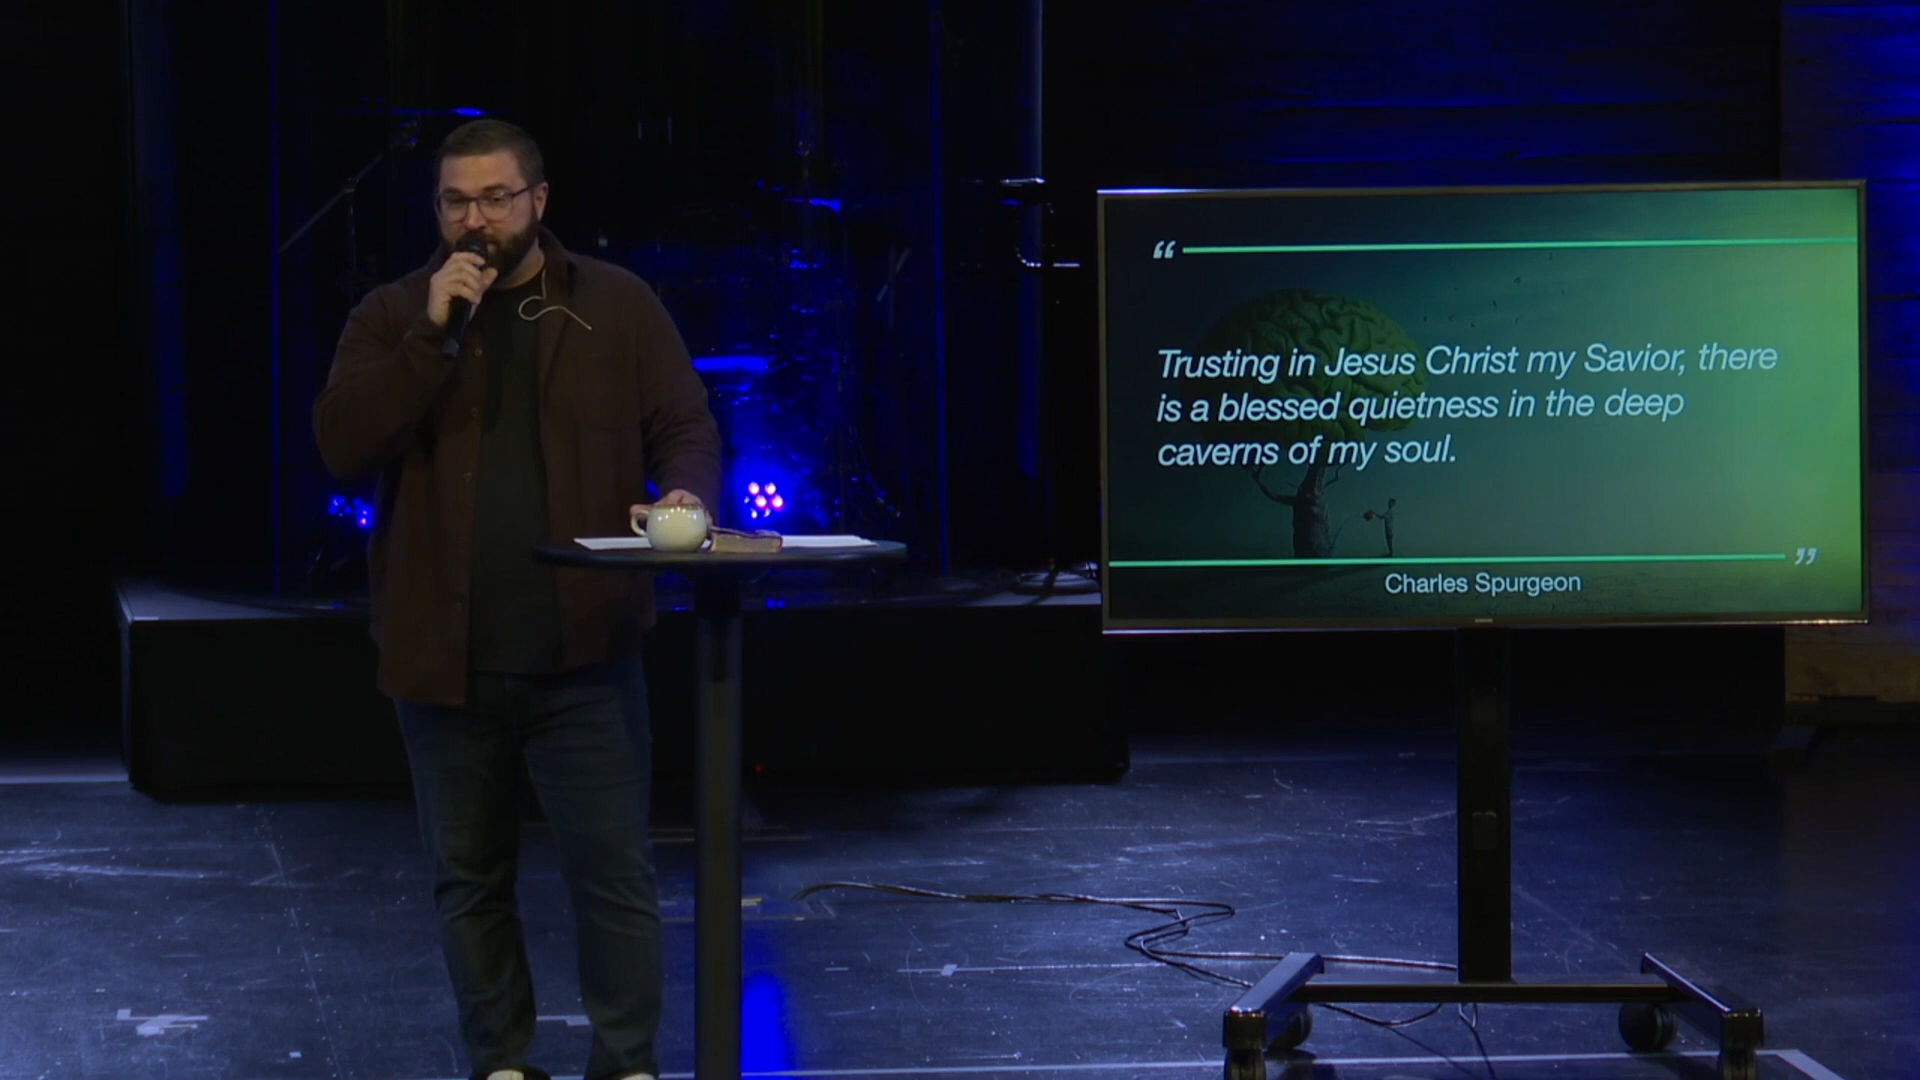 “
Trusting in Jesus Christ my Savior, there
is a blessed quietness in the deep
caverns of my soul.
”
Charles Spurgeon